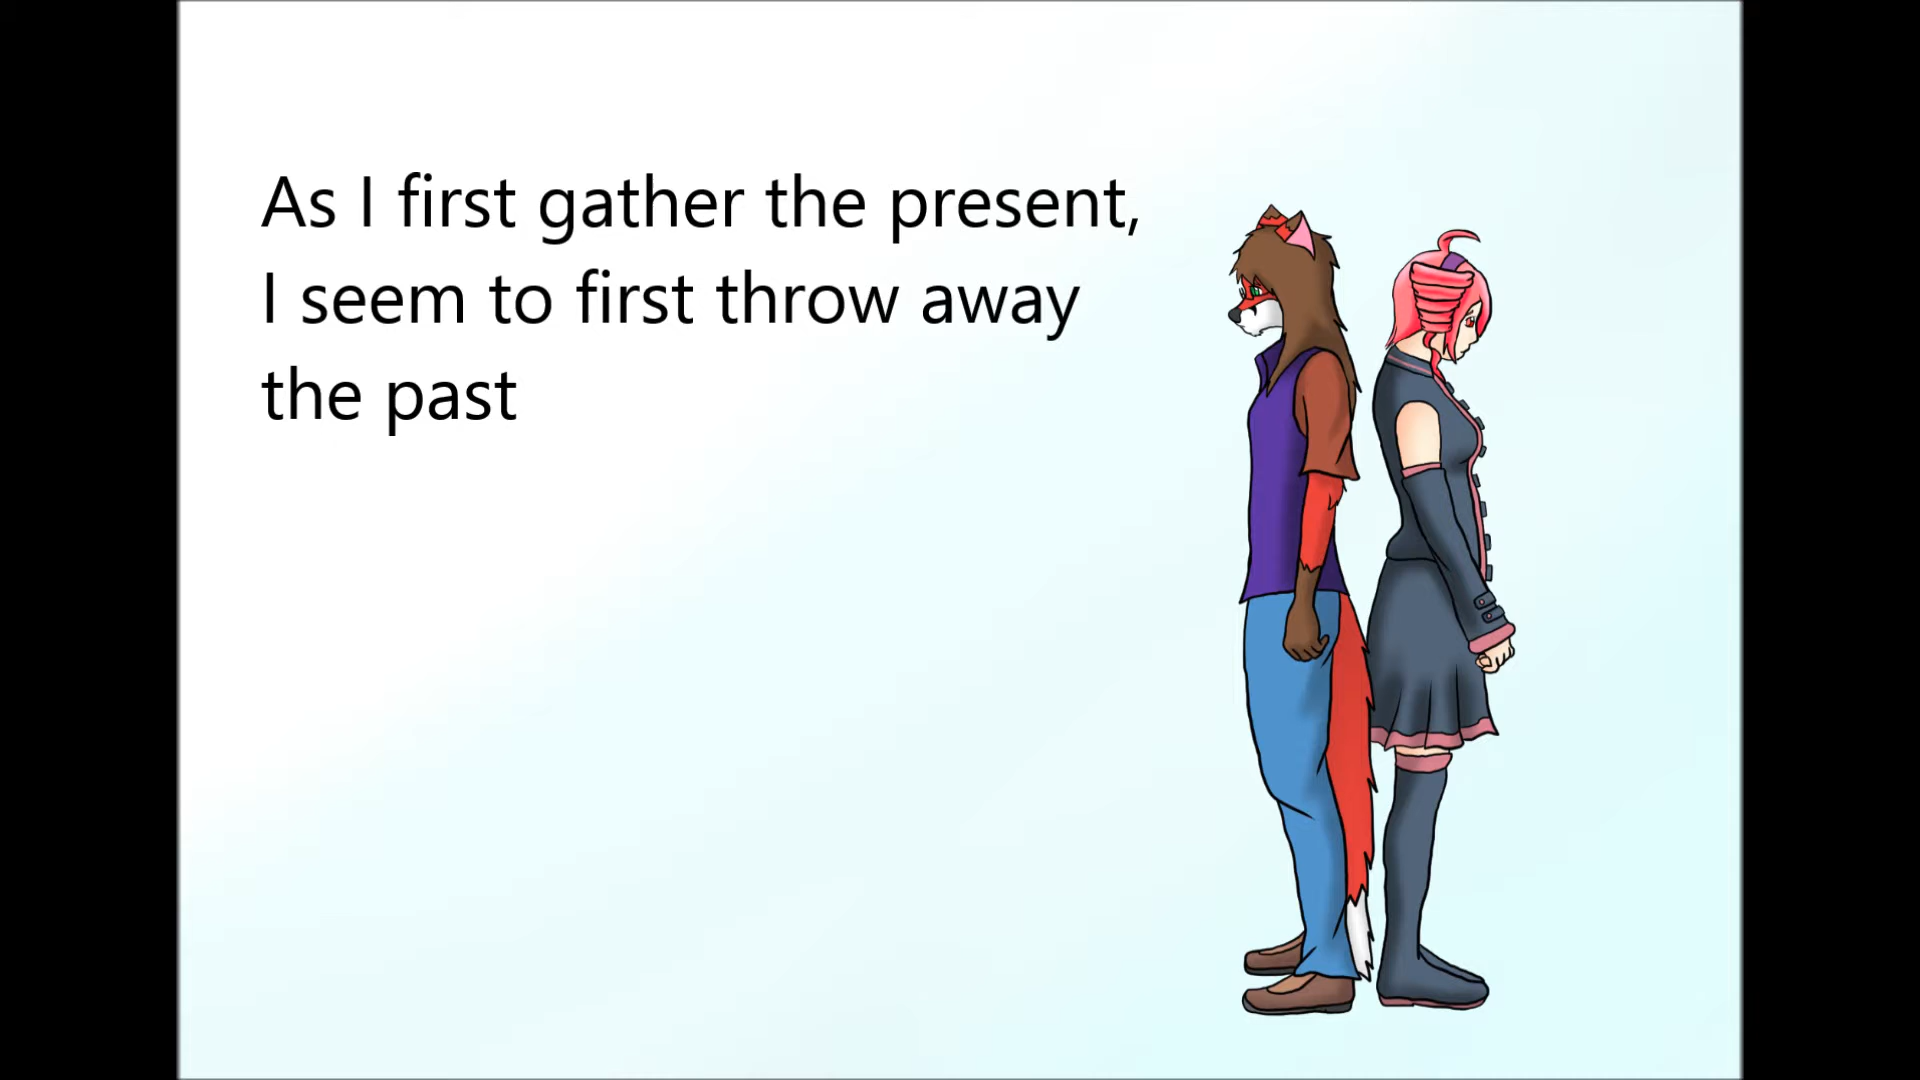 As I first gather the present,
I seem to first throw away
the past